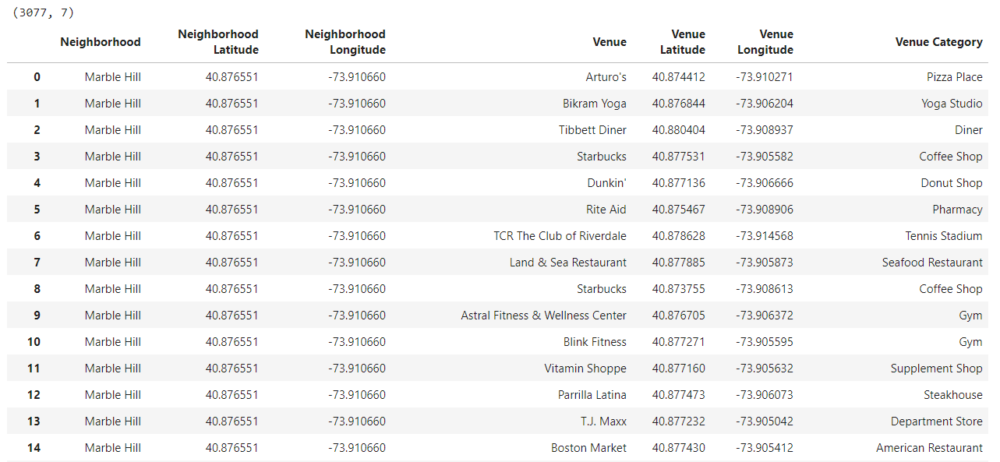 (3077, 7)
Neighborhood Neighborhood Latitude Neighborhood Longitude Venue Venue Latitude Venue Longitude Venue Category
0 Marble Hill 40.876551 -73.910660 Arturo's 40.874412 -73.910271 Pizza Place
1 Marble Hill 40.876551 -73.910660 Bikram Yoga 40.876844 -73.906204 Yoga Studio
2 Marble Hill 40.876551 -73.910660 Tibbett Diner 40.880404 -73.908937 Diner
3 Marble Hill 40.876551 -73.910660 Starbucks 40.877531 -73.905582 Coffee Shop
4 Marble Hill 40.876551 -73.910660 Dunkin' 40.877136 -73.906666 Donut Shop
5 Marble Hill 40.876551 -73.910660 Rite Aid 40.875467 -73.908906 Pharmacy
6 Marble Hill 40.876551 -73.910660 TCR The Club of Riverdale 40.878628 -73.914568 Tennis Stadium
7 Marble Hill 40.876551 -73.910660 Land & Sea Restaurant 40.877885 -73.905873 Seafood Restaurant
8 Marble Hill 40.876551 -73.910660 Starbucks 40.873755 -73.908613 Coffee Shop
9 Marble Hill 40.876551 -73.910660 Astral Fitness & Wellness Center 40.876705 -73.906372 Gym
10 Marble Hill 40.876551 -73.910660 Blink Fitness 40.877271 -73.905595 Gym
11 Marble Hill 40.876551 -73.910660 Vitamin Shoppe 40.877160 -73.905632 Supplement Shop
12 Marble Hill 40.876551 -73.910660 Parrilla Latina 40.877473 -73.906073 Steakhouse
13 Marble Hill 40.876551 -73.910660 T.J. Maxx 40.877232 -73.905042 Department Store
14 Marble Hill 40.876551 -73.910660 Boston Market 40.877430 -73.905412 American Restaurant